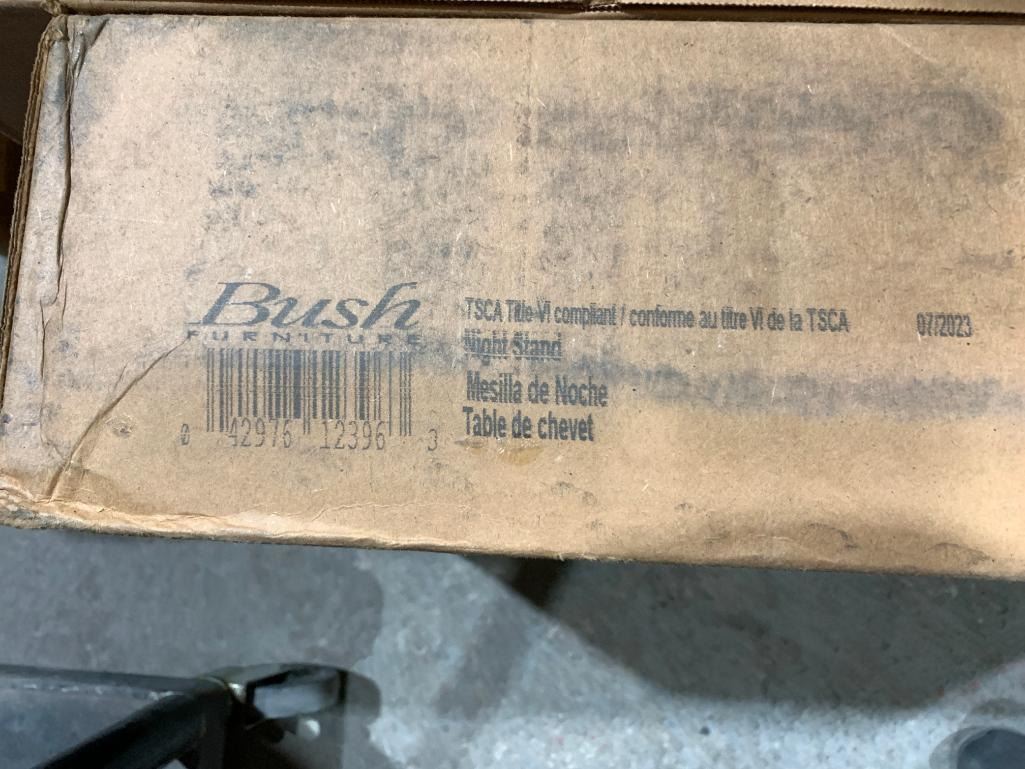 Bush
FURNITURE
0 42976 12396 3
TSCA Title VI compliant / conforme au titre VI de la TSCA 07/2023
Night Stand
Mesilla de Noche
Table de chevet